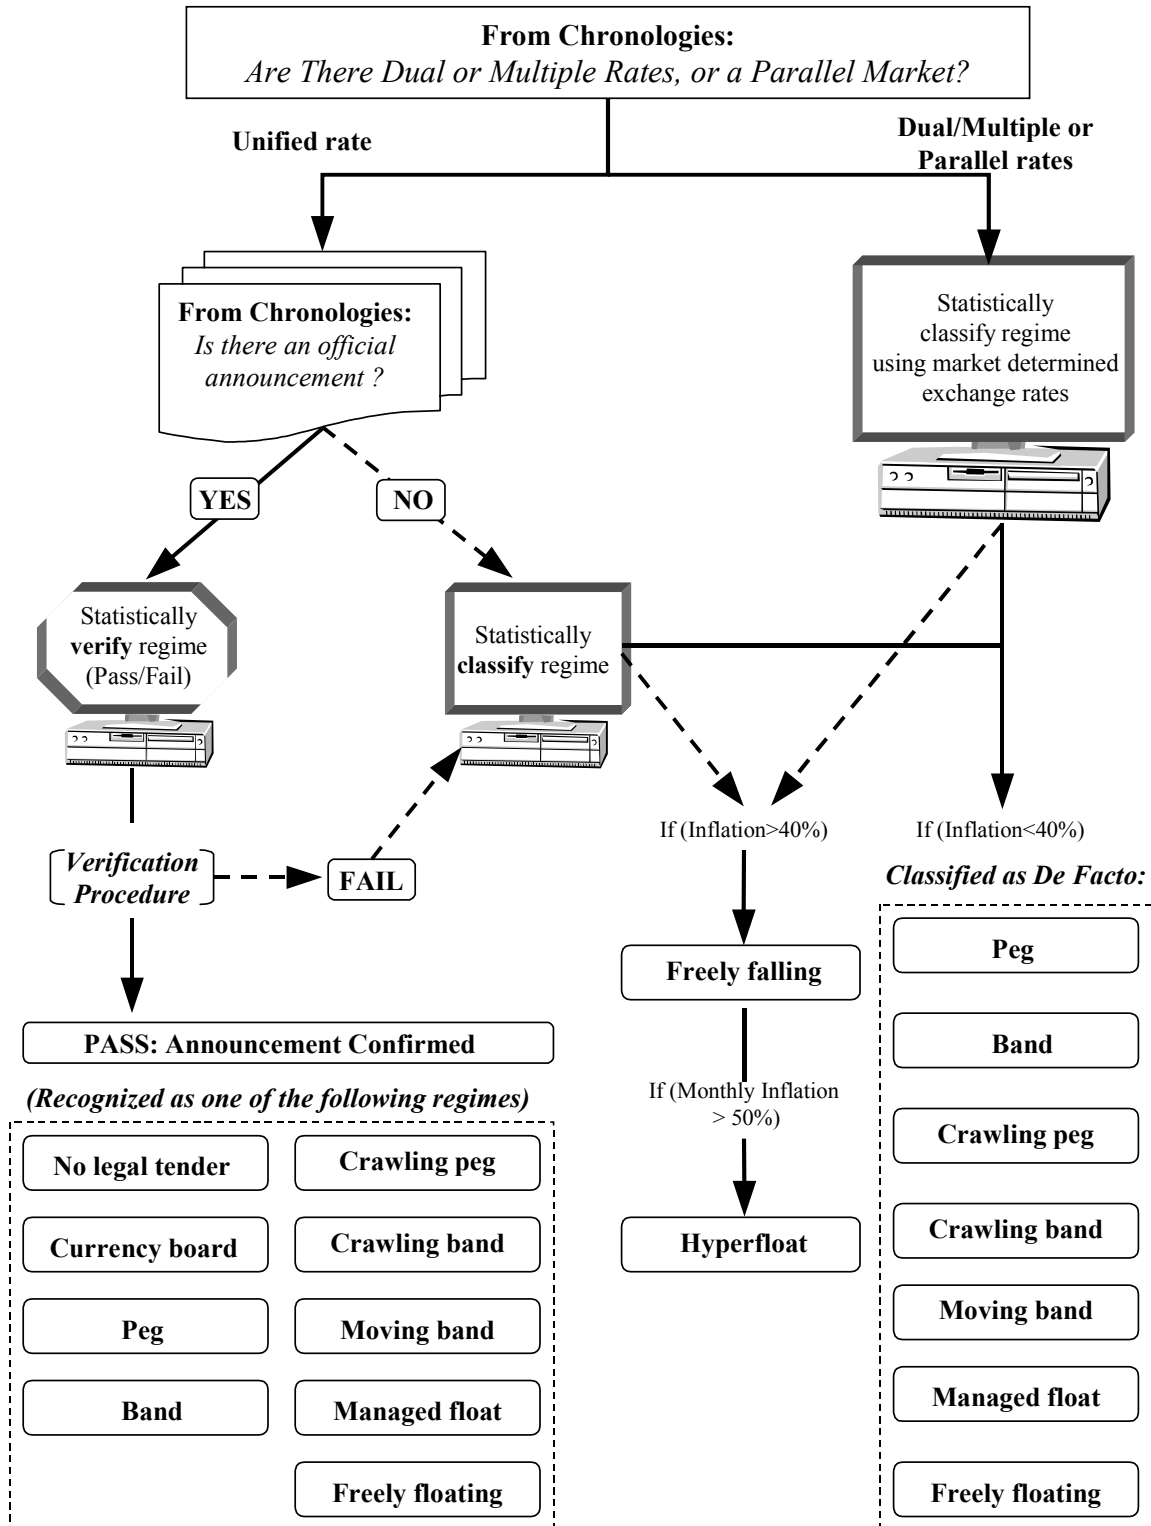 From Chronologies:
Are There Dual or Multiple Rates, or a Parallel Market?
Unified rate
Dual/Multiple or
Parallel rates
From Chronologies:
Is there an official
announcement ?
Statistically
classify regime
using market determined
exchange rates
YES
NO
Statistically
verify regime
(Pass/Fail)
Statistically
classify regime
If (Inflation>40%)
If (Inflation<40%)
Verification
Procedure
FAIL
Classified as De Facto:
Freely falling
Peg
Band
PASS: Announcement Confirmed
(Recognized as one of the following regimes)
If (Monthly Inflation
> 50%)
Crawling peg
No legal tender
Crawling peg
Currency board
Crawling band
Hyperfloat
Crawling band
Peg
Moving band
Moving band
Band
Managed float
Managed float
Freely floating
Freely floating